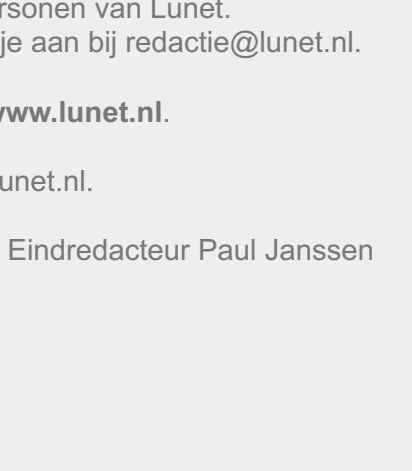 rsonen van Lunet.
je aan bij redactie@lunet.nl.
www.lunet.nl.
unet.nl.
Eindredacteur Paul Janssen